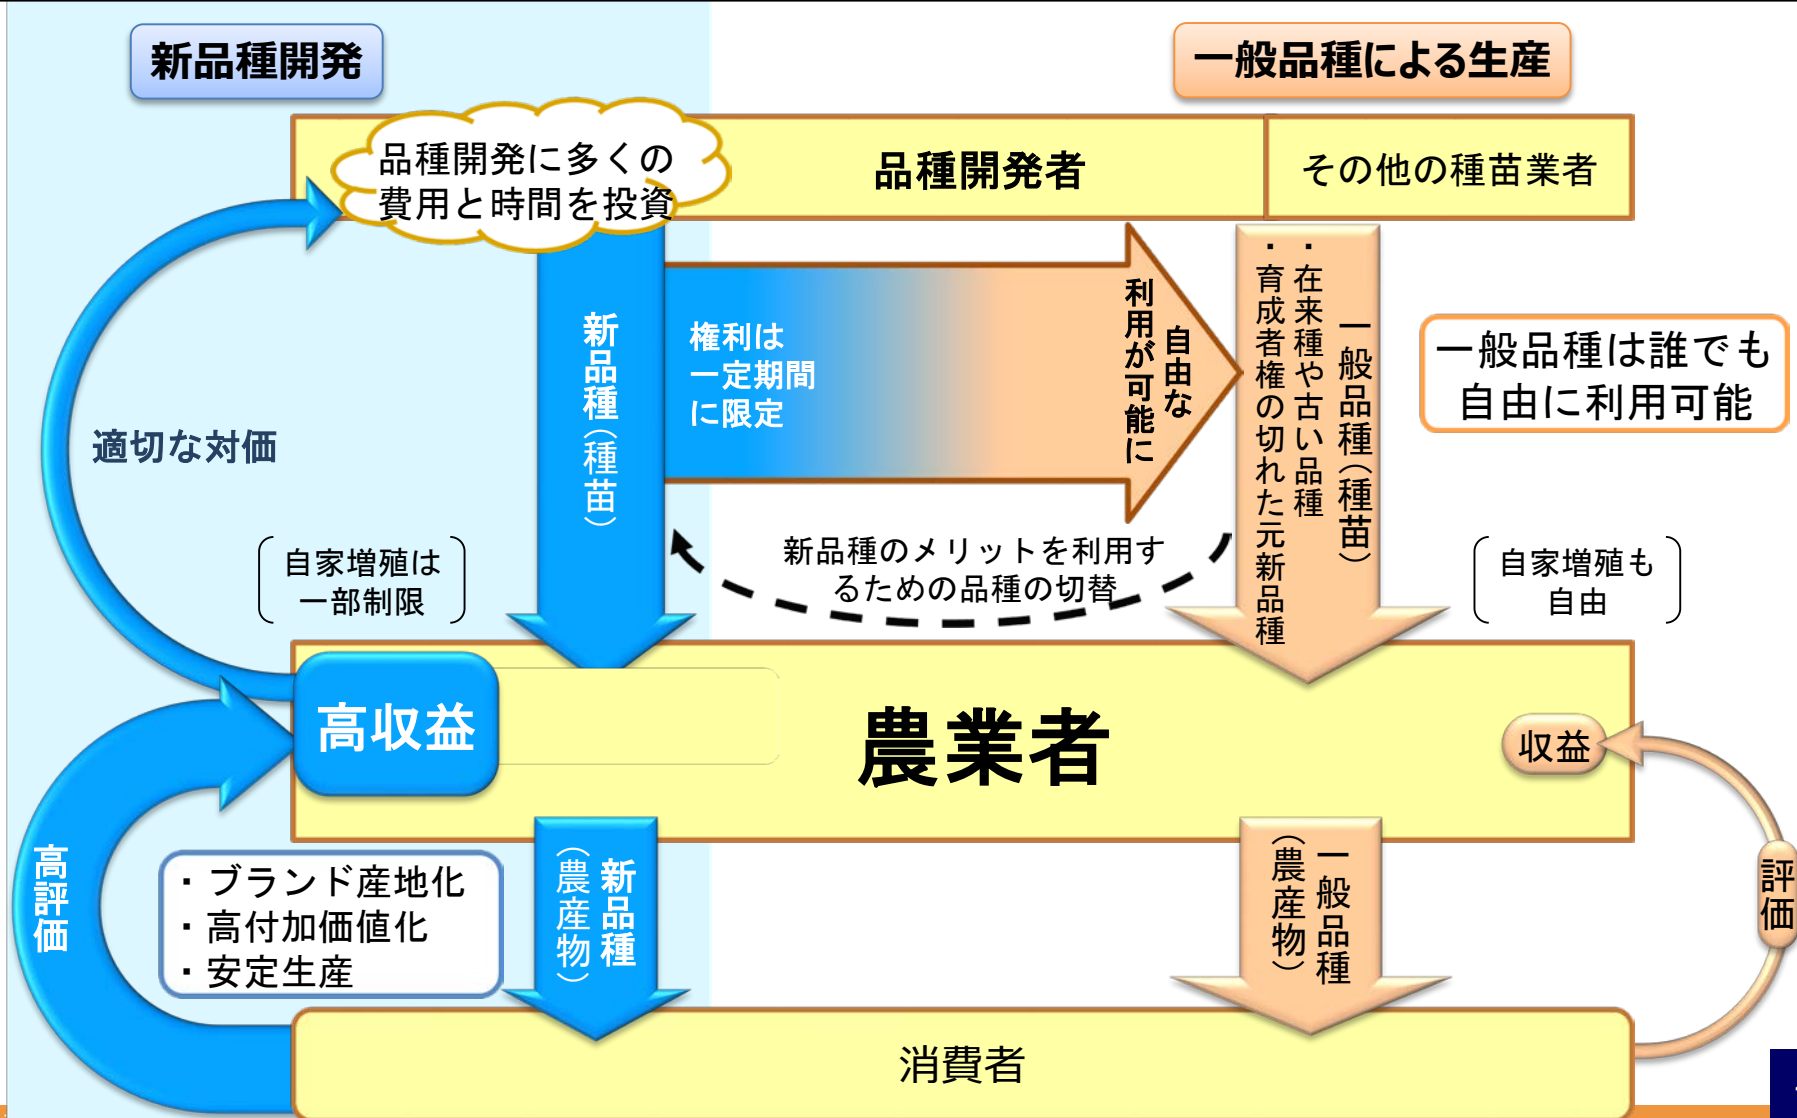 新品種開発
一般品種による生産
品種開発に多くの
費用と時間を投資
品種開発者
その他の種苗業者
新品種（種苗）
権利は
一定期間
に限定
自由な
利用が可能に
一般品種（種苗）
・在来種や古い品種
・育成者権の切れた元新品種
一般品種は誰でも
自由に利用可能
適切な対価
自家増殖は
一部制限
新品種のメリットを利用す
るための品種の切替
自家増殖も
自由
高収益
農業者
収益
高評価
・ブランド産地化
・高付加価値化
・安定生産
新品種
（農産物）
一般品種
（農産物）
評価
消費者